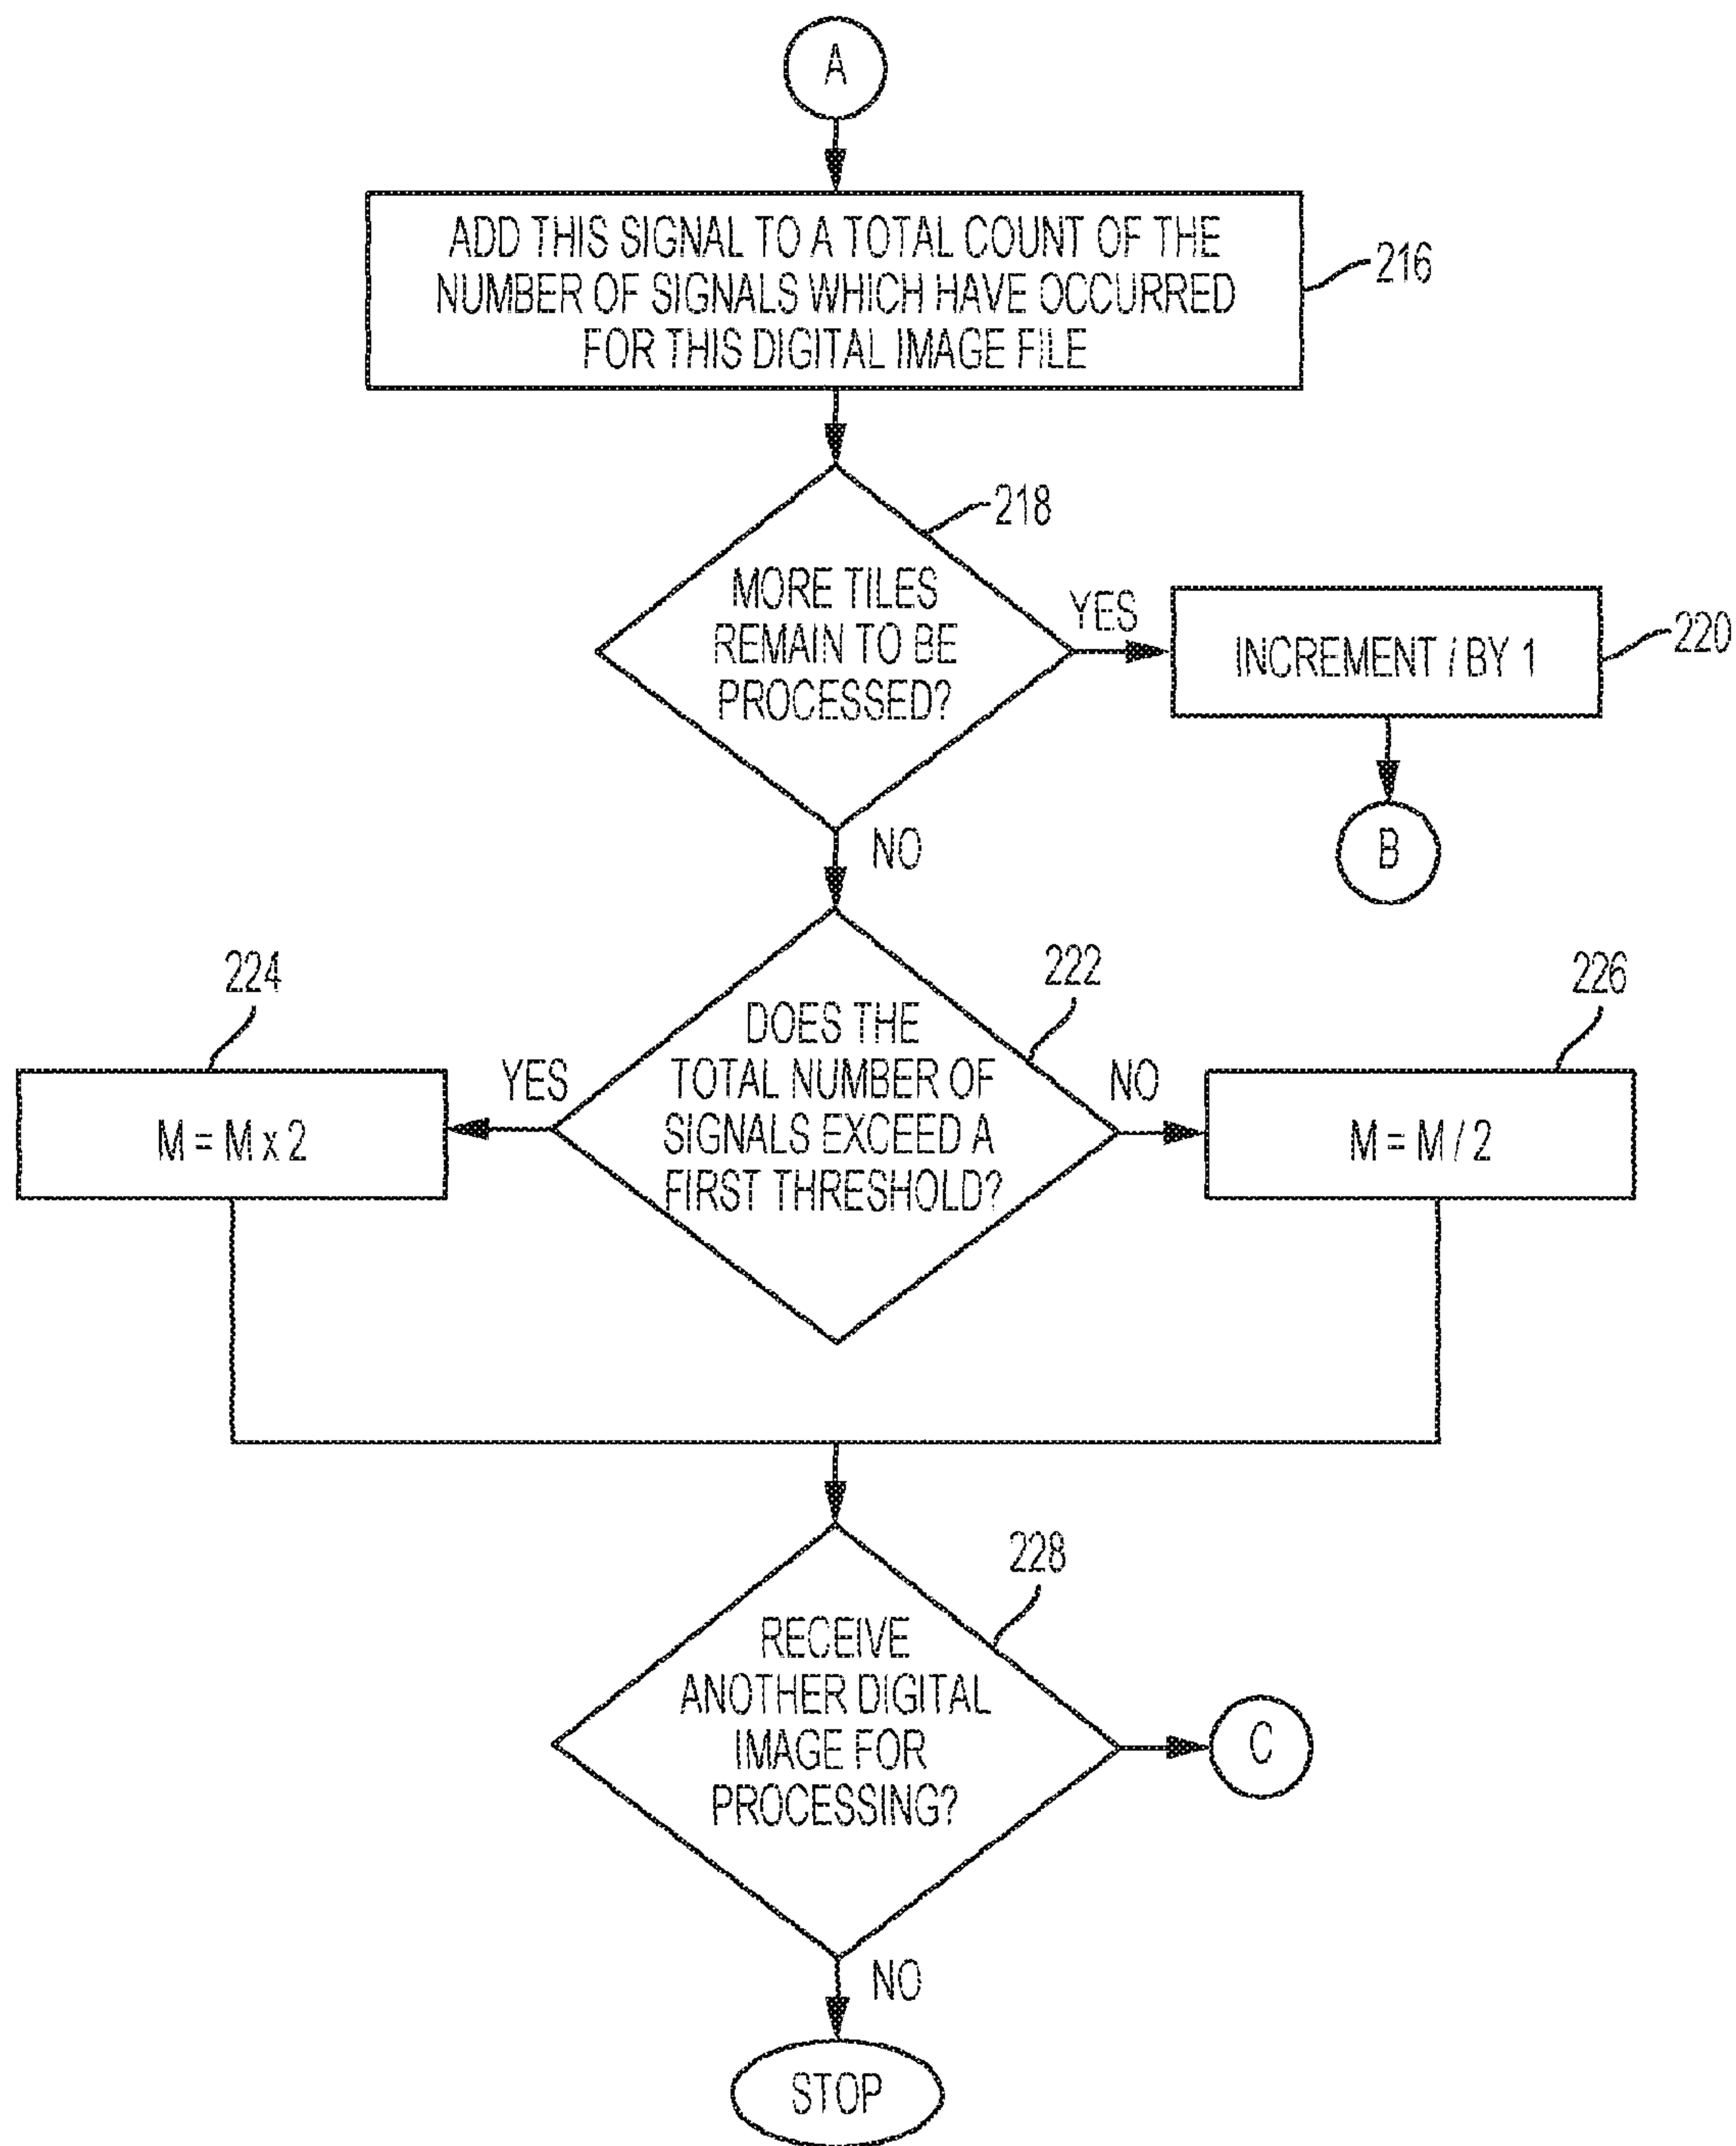 A
ADD THIS SIGNAL TO A TOTAL COUNT OF THE
NUMBER OF SIGNALS WHICH HAVE OCCURRED
FOR THIS DIGITAL IMAGE FILE
216
218
MORE TILES
REMAIN TO BE
PROCESSED?
YES
INCREMENT I BY 1
220
B
NO
224
222
226
DOES THE
TOTAL NUMBER OF
SIGNALS EXCEED A
FIRST THRESHOLD?
YES
NO
M = M x 2
M = M / 2
228
RECEIVE
ANOTHER DIGITAL
IMAGE FOR
PROCESSING?
C
NO
STOP